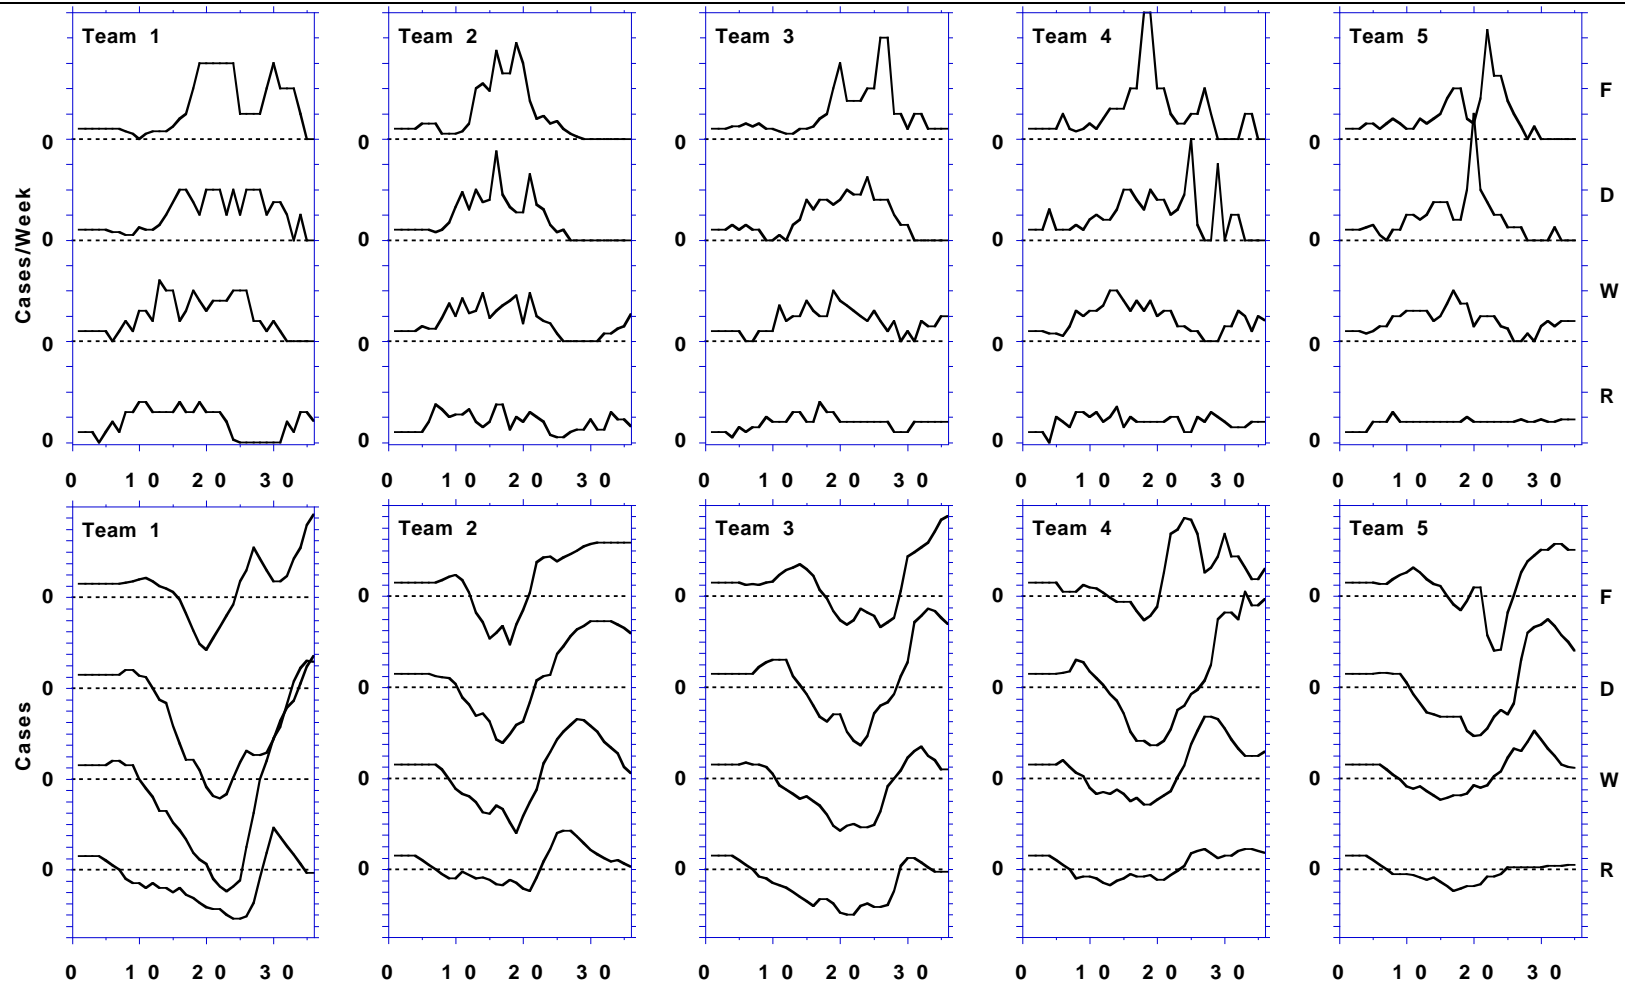 Team 1 Team 2 Team 3 Team 4 Team 5
F
0 0 0 0 0
D
0 0 0 0 0
W
0 0 0 0 0
R
0 0 0 0 0
Cases/Week
0 10 20 30 0 10 20 30 0 10 20 30 0 10 20 30 0 10 20 30
Team 1 Team 2 Team 3 Team 4 Team 5
0 0 0 0 0 F
0 0 0 0 0 D
0 0 0 0 0 W
0 0 0 0 0 R
Cases
0 10 20 30 0 10 20 30 0 10 20 30 0 10 20 30 0 10 20 30